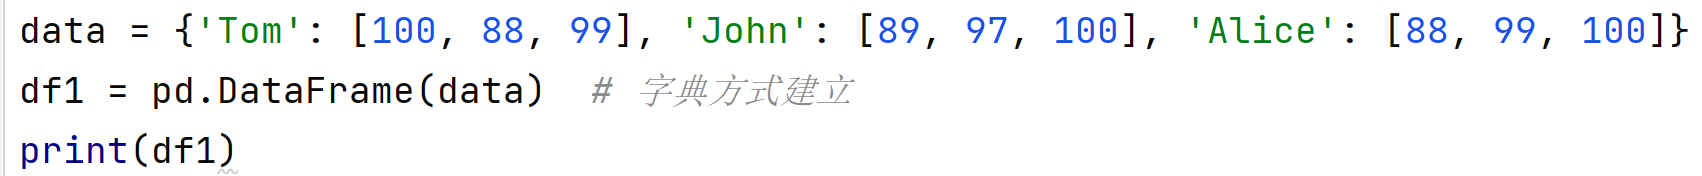 data = {'Tom': [100, 88, 99], 'John': [89, 97, 100], 'Alice': [88, 99, 100]}
df1 = pd.DataFrame(data)  # 字典方式建立
print(df1)